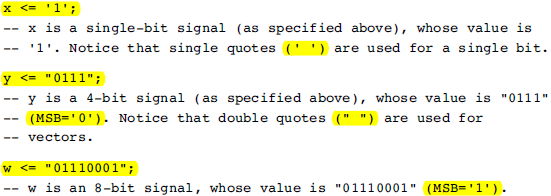 x <= '1';
-- x is a single-bit signal (as specified above), whose value is
-- '1'. Notice that single quotes (' ') are used for a single bit.
y <= "0111";
-- y is a 4-bit signal (as specified above), whose value is "0111"
-- (MSB='0'). Notice that double quotes (" ") are used for
-- vectors.
w <= "01110001";
-- w is an 8-bit signal, whose value is "01110001" (MSB='1').